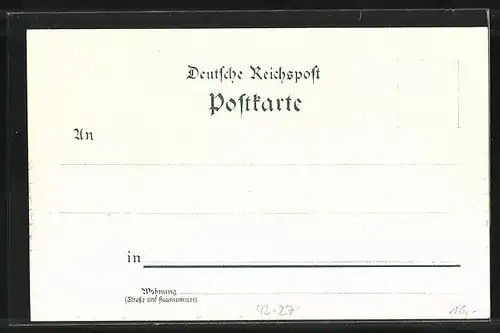 Deutsche Reichspost
Postkarte
An
in
Wohnung
(Straße und Hausnummer)
42-27
16,-